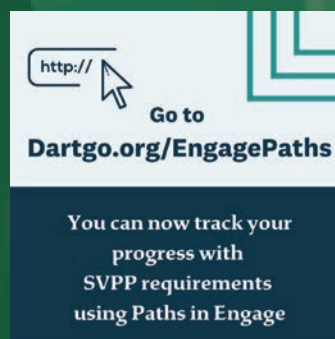 http://
Go to
Dartgo.org/EngagePaths
You can now track your
progress with
SVPP requirements
using Paths in Engage